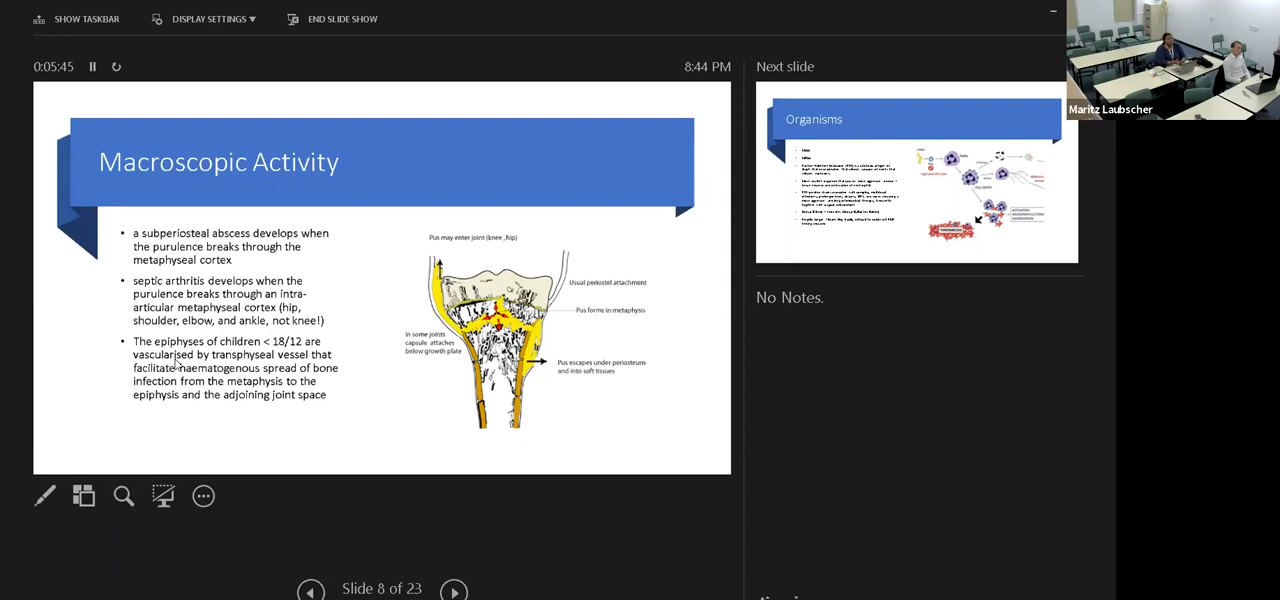 SHOW TASKBAR
DISPLAY SETTINGS ▼
END SLIDE SHOW
0:05:45
8:44 PM
Next slide
Maritz Laubscher
Macroscopic Activity
• a subperiosteal abscess develops when
the purulence breaks through the
metaphyseal cortex
• septic arthritis develops when the
purulence breaks through an intra-
articular metaphyseal cortex (hip,
shoulder, elbow, and ankle, not knee!)
• The epiphyses of children < 18/12 are
vascularised by transphyseal vessel that
facilitate haematogenous spread of bone
infection from the metaphysis to the
epiphysis and the adjoining joint space
Pus may enter joint (knee ,hip)
Usual periostel attachment
Pus forms in metaphysis
In some joints
capsule attaches
below growth plate
Pus escapes under periosteum
and into soft tissues
Organisms
THROMBOSIS
No Notes.
Slide 8 of 23